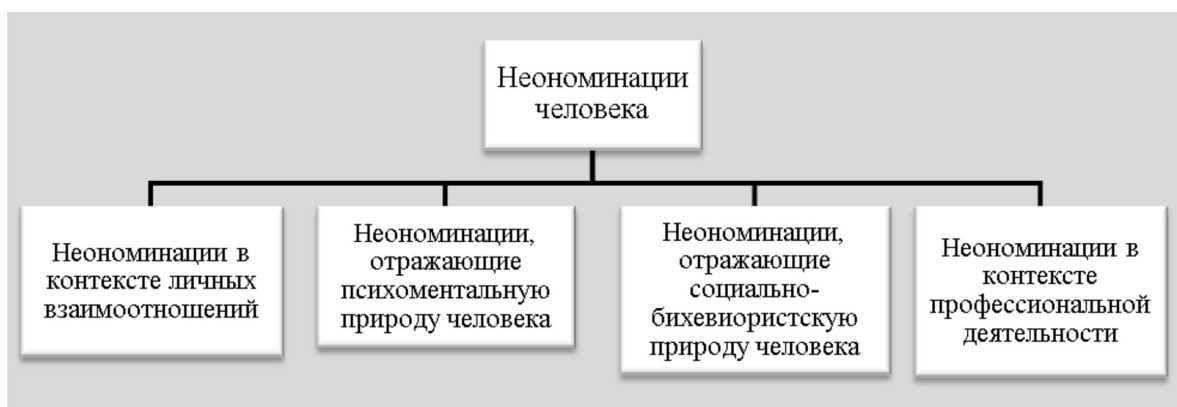 Неономинации
человека
Неономинации в
контексте личных
взаимоотношений
Неономинации,
отражающие
психоментальную
природу человека
Неономинации,
отражающие
социально-
бихевиористскую
природу человека
Неономинации в
контексте
профессиональной
деятельности